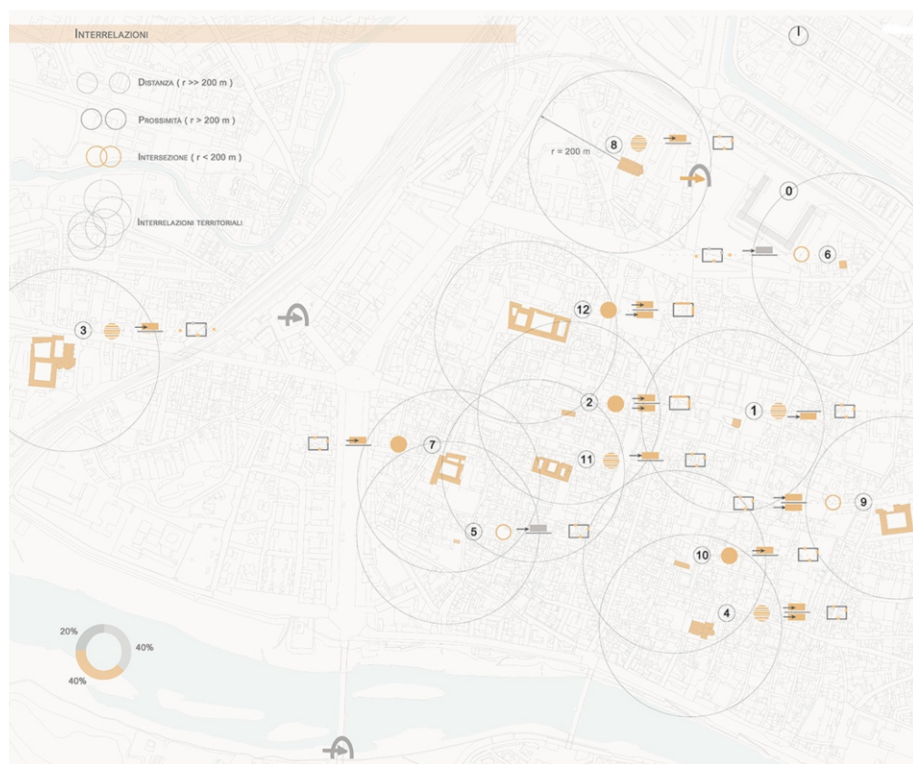 INTERRELAZIONI
DISTANZA ( r >> 200 m )
PROSSIMITÀ ( r > 200 m )
INTERSEZIONE ( r < 200 m )
INTERRELAZIONI TERRITORIALI
8
r = 200 m
0
6
3
12
2
1
7
11
5
9
10
4
20%
40%
40%